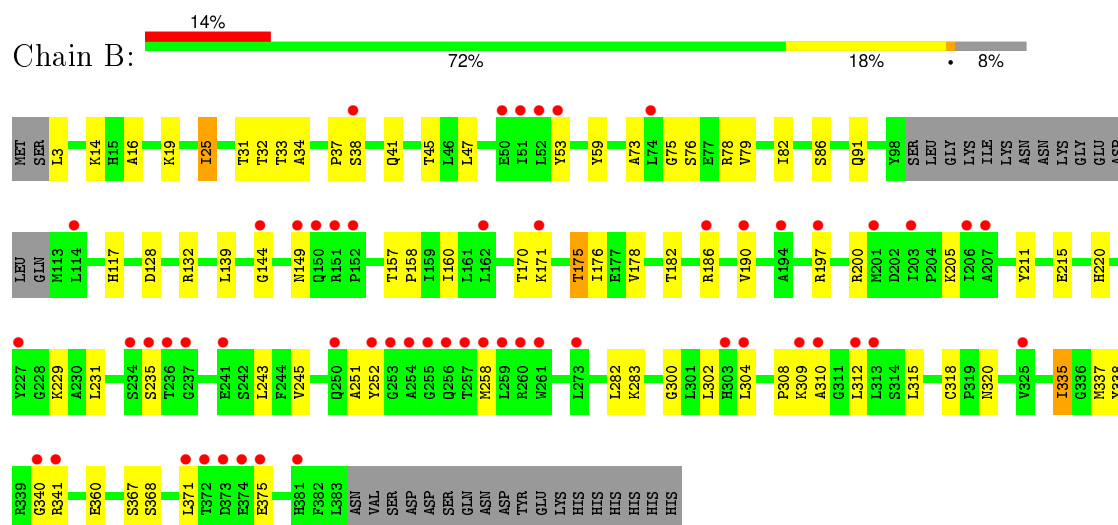 14%
Chain B:
72% 18% • 8%
MET SER L3 K14 H15 A16 K19 I25 T31 T32 T33 A34 P37 S38 Q41 T45 L46 L47 E50 I51 L52 Y53 Y59 A73 L74 G75 S76 E77 R78 V79 I82 S86 Q91 Y98 SER LEU GLY LYS ILE LYS ASN ASN LYS GLY GLU ASP
LEU GLN M113 L114 H117 D128 R132 L139 G144 N149 Q150 R151 P152 T157 P158 I159 I160 L161 L162 T170 K171 T175 I176 E177 V178 T182 R186 V190 A194 R197 R200 M201 D202 I203 P204 K205 I206 A207 Y211 E215 H220
Y227 G228 K229 A230 L231 S234 S235 T236 G237 E241 S242 L243 F244 V245 Q250 A251 Y252 G253 A254 G255 Q256 T257 M258 L259 R260 W261 L273 L282 K283 G300 L301 L302 H303 L304 P308 K309 A310 G311 L312 L313 S314 L315 C318 P319 N320 V325 I335 G336 M337 Y338
R339 G340 R341 E360 S367 S368 L371 T372 D373 E374 E375 H381 F382 L383 ASN VAL SER ASP ASP SER GLN ASN ASP TYR GLU LYS HIS HIS HIS HIS HIS HIS